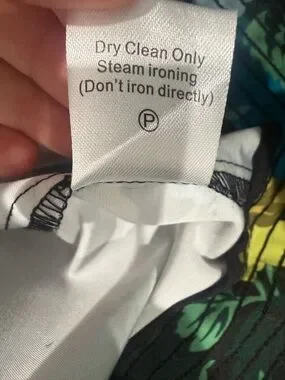 Dry Clean Only
Steam ironing
(Don't iron directly)
P